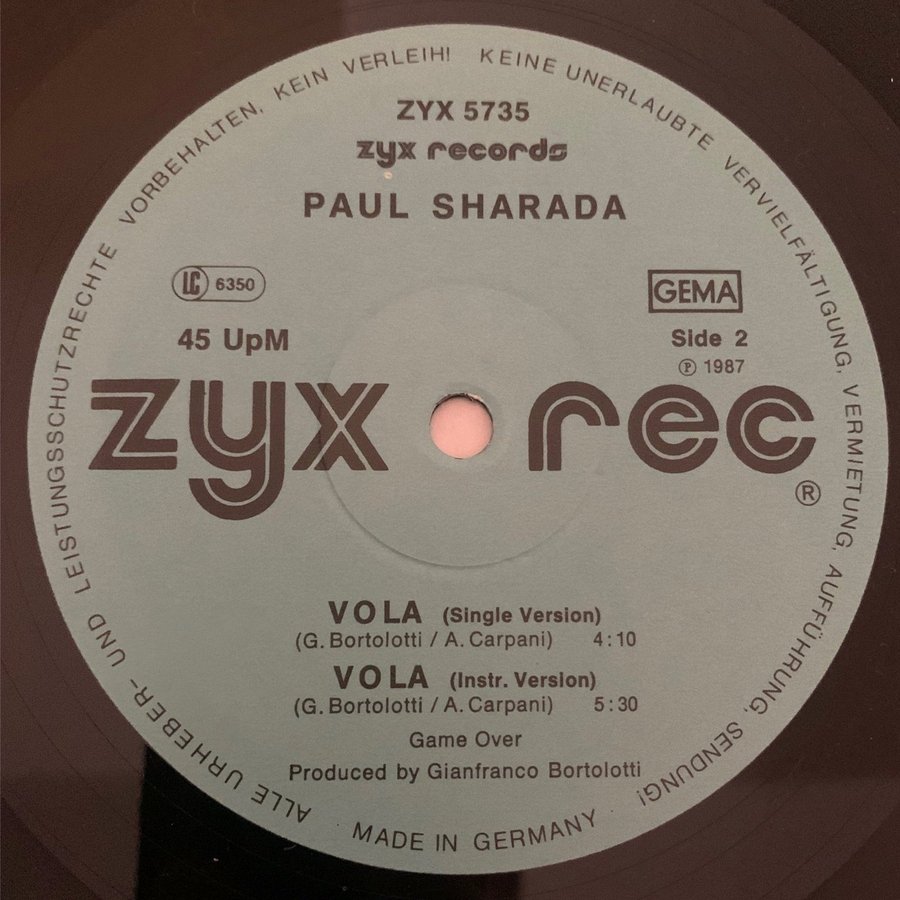 ALLE URHEBER- UND LEISTUNGSSCHUTZRECHTE VORBEHALTEN, KEIN VERLEIH! KEINE UNERLAUBTE VERVIELFÄLTIGUNG, VERMIETUNG, AUFFÜHRUNG, SENDUNG!
ZYX 5735
zyx records
PAUL SHARADA
LC 6350
GEMA
45 UpM
Side 2
℗ 1987
zyx rec
®
VOLA (Single Version)
(G. Bortolotti / A. Carpani) 4:10
VOLA (Instr. Version)
(G. Bortolotti / A. Carpani) 5:30
Game Over
Produced by Gianfranco Bortolotti
MADE IN GERMANY